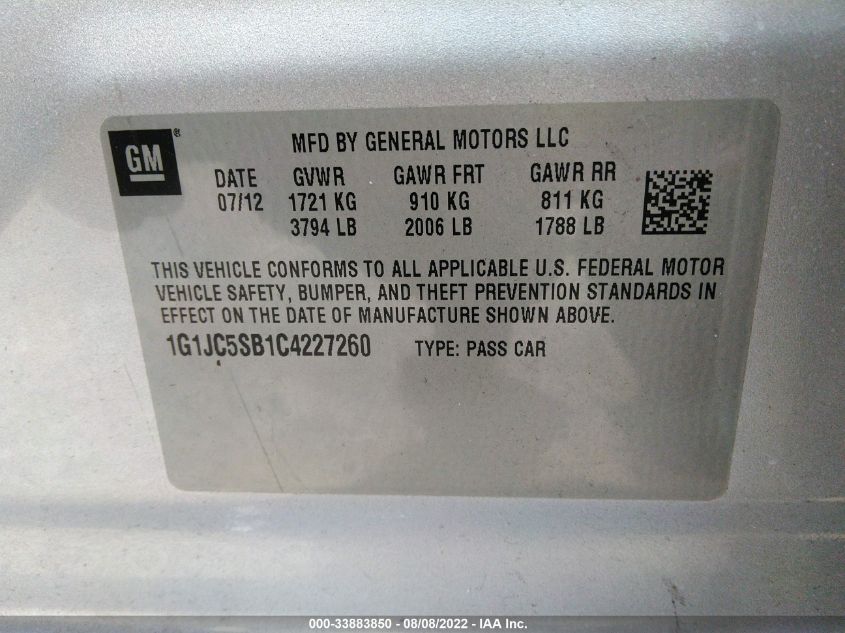 GM®
MFD BY GENERAL MOTORS LLC
DATE GVWR GAWR FRT GAWR RR
07/12 1721 KG 910 KG 811 KG
3794 LB 2006 LB 1788 LB
THIS VEHICLE CONFORMS TO ALL APPLICABLE U.S. FEDERAL MOTOR
VEHICLE SAFETY, BUMPER, AND THEFT PREVENTION STANDARDS IN
EFFECT ON THE DATE OF MANUFACTURE SHOWN ABOVE.
1G1JC5SB1C4227260 TYPE: PASS CAR
000-33883850 - 08/08/2022 - IAA Inc.